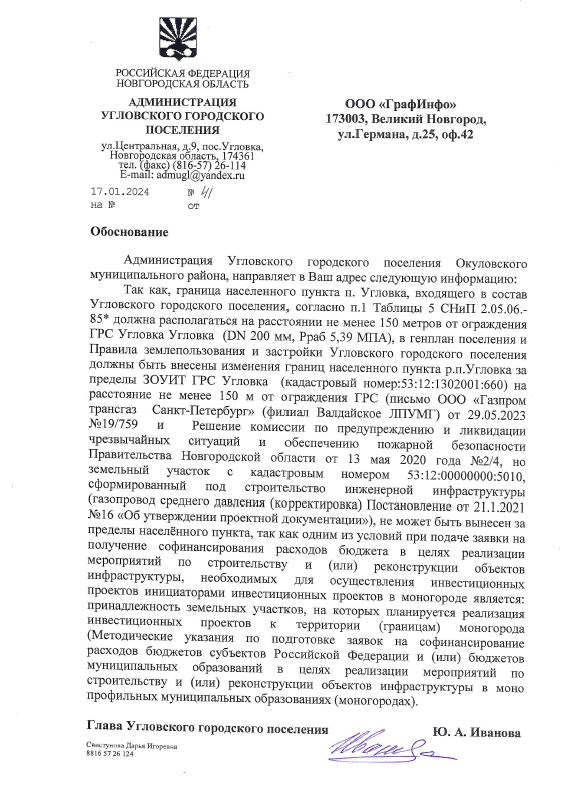 РОССИЙСКАЯ ФЕДЕРАЦИЯ
НОВГОРОДСКАЯ ОБЛАСТЬ
АДМИНИСТРАЦИЯ
УГЛОВСКОГО ГОРОДСКОГО
ПОСЕЛЕНИЯ
ул.Центральная, д.9, пос.Угловка,
Новгородская область, 174361
тел. (факс) (816-57) 26-114
E-mail: admugl@yandex.ru
17.01.2024 № 41
на № от
ООО «ГрафИнфо»
173003, Великий Новгород,
ул.Германа, д.25, оф.42
Обоснование
Администрация Угловского городского поселения Окуловского
муниципального района, направляет в Ваш адрес следующую информацию:
Так как, граница населенного пункта п. Угловка, входящего в состав
Угловского городского поселения, согласно п.1 Таблицы 5 СНиП 2.05.06.-
85* должна располагаться на расстоянии не менее 150 метров от ограждения
ГРС Угловка Угловка (DN 200 мм, Рраб 5,39 МПА), в генплан поселения и
Правила землепользования и застройки Угловского городского поселения
должны быть внесены изменения границ населенного пункта р.п.Угловка за
пределы ЗОУИТ ГРС Угловка (кадастровый номер:53:12:1302001:660) на
расстояние не менее 150 м от ограждения ГРС (письмо ООО «Газпром
трансгаз Санкт-Петербург» (филиал Валдайское ЛПУМГ) от 29.05.2023
№19/759 и Решение комиссии по предупреждению и ликвидации
чрезвычайных ситуаций и обеспечению пожарной безопасности
Правительства Новгородской области от 13 мая 2020 года №2/4, но
земельный участок с кадастровым номером 53:12:00000000:5010,
сформированный под строительство инженерной инфраструктуры
(газопровод среднего давления (корректировка) Постановление от 21.1.2021
№16 «Об утверждении проектной документации»), не может быть вынесен за
пределы населённого пункта, так как одним из условий при подаче заявки на
получение софинансирования расходов бюджета в целях реализации
мероприятий по строительству и (или) реконструкции объектов
инфраструктуры, необходимых для осуществления инвестиционных
проектов инициаторами инвестиционных проектов в моногороде является:
принадлежность земельных участков, на которых планируется реализация
инвестиционных проектов к территории (границам) моногорода
(Методические указания по подготовке заявок на софинансирование
расходов бюджетов субъектов Российской Федерации и (или) бюджетов
муниципальных образований в целях реализации мероприятий по
строительству и (или) реконструкции объектов инфраструктуры в моно
профильных муниципальных образованиях (моногородах).
Глава Угловского городского поселения Ю. А. Иванова
Свистунова Дарья Игоревна
8816 57 26 124